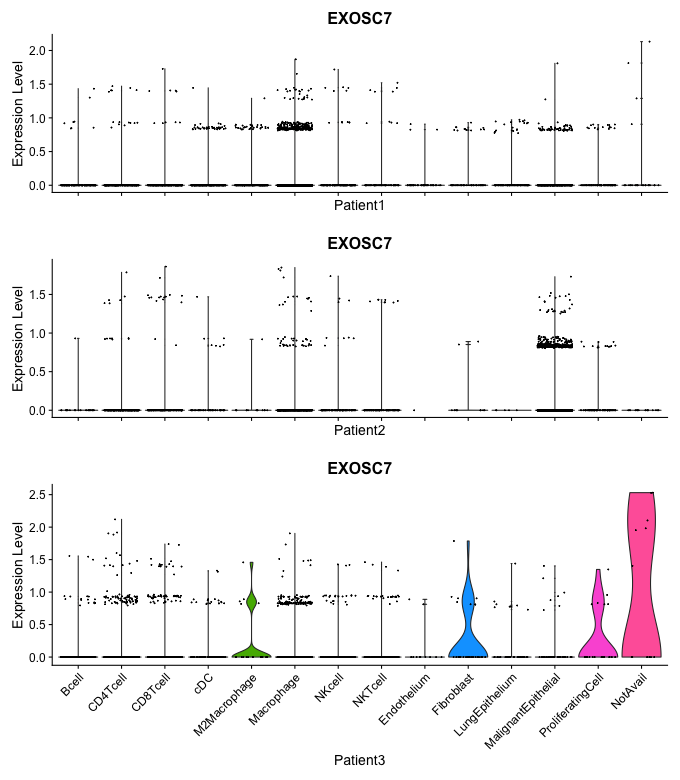 EXOSC7
Expression Level
2.0
1.5
1.0
0.5
0.0
Patient1
EXOSC7
Expression Level
1.5
1.0
0.5
0.0
Patient2
EXOSC7
Expression Level
2.5
2.0
1.5
1.0
0.5
0.0
Bcell
CD4Tcell
CD8Tcell
cDC
M2Macrophage
Macrophage
NKcell
NKTcell
Endothelium
Fibroblast
LungEpithelium
MalignantEpithelial
ProliferatingCell
NotAvail
Patient3